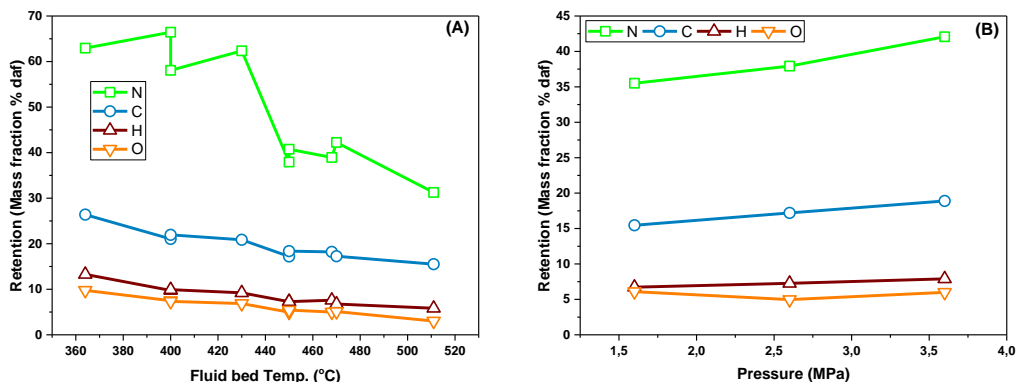 (A)
Retention (Mass fraction % daf)
70
60
50
40
30
20
10
0
N
C
H
O
360 380 400 420 440 460 480 500 520
Fluid bed Temp. (°C)
(B)
Retention (Mass fraction % daf)
45
40
35
30
25
20
15
10
5
0
N C H O
1,5 2,0 2,5 3,0 3,5 4,0
Pressure (MPa)